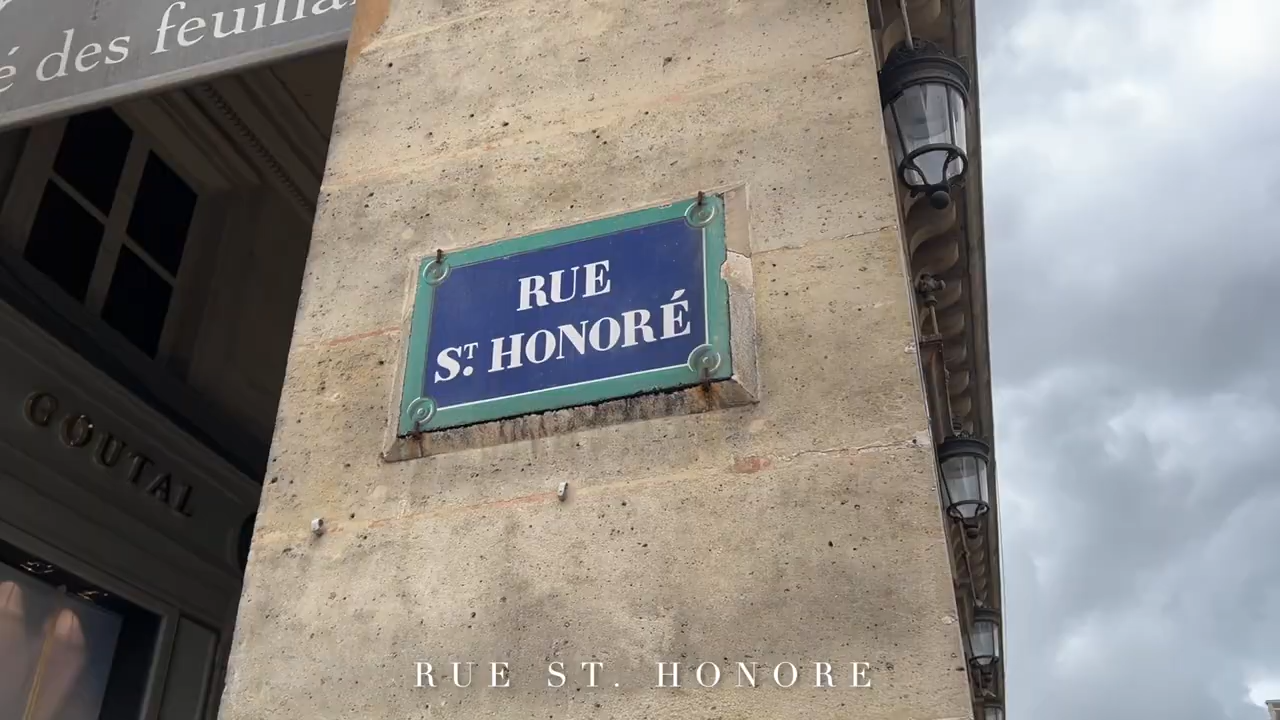 é des feuilla
RUE
ST. HONORÉ
GOUTAL
RUE ST. HONORE